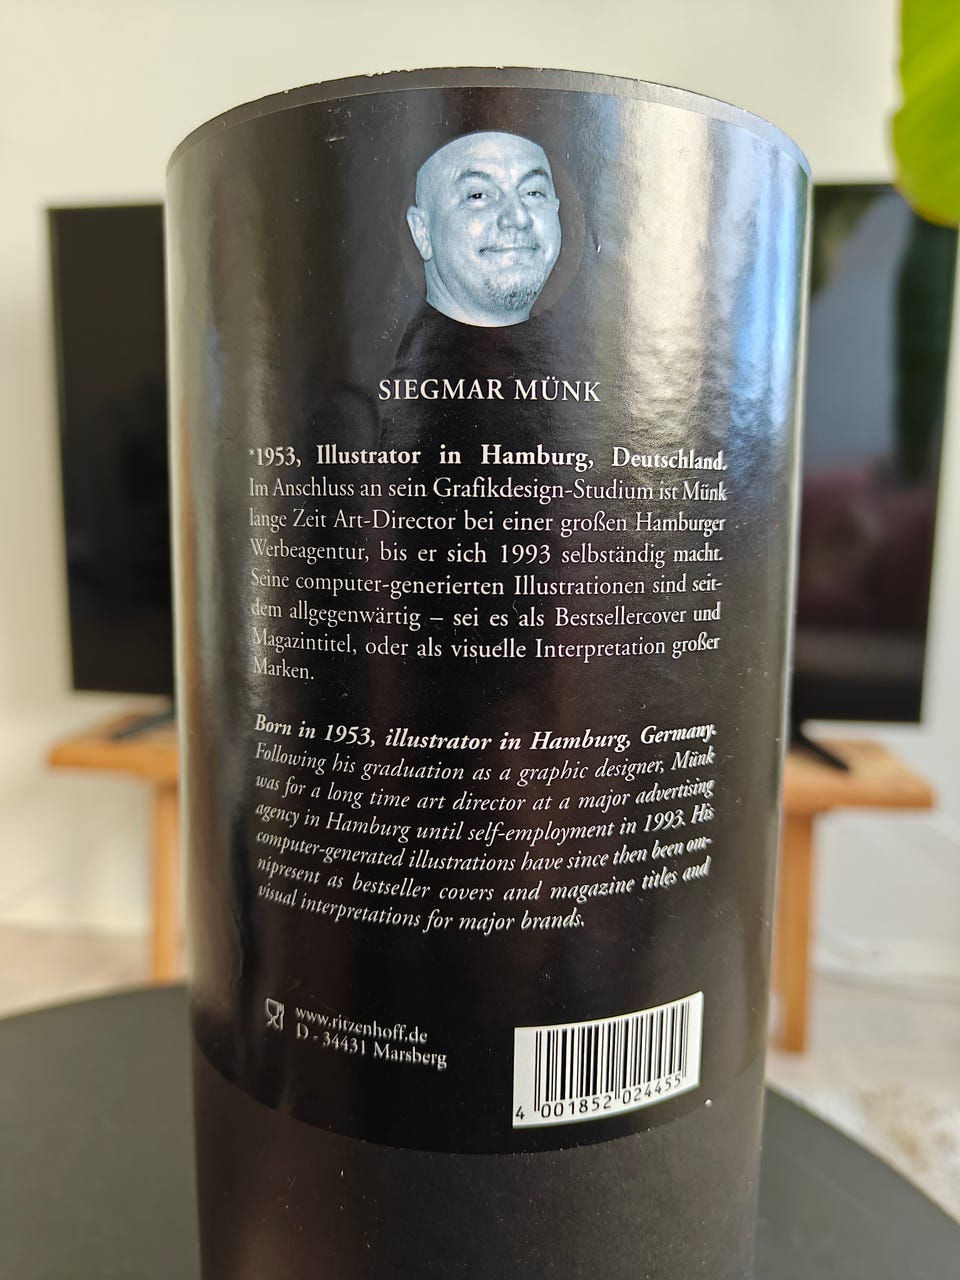 SIEGMAR MÜNK
*1953, Illustrator in Hamburg, Deutschland.
Im Anschluss an sein Grafikdesign-Studium ist Münk
lange Zeit Art-Director bei einer großen Hamburger
Werbeagentur, bis er sich 1993 selbständig macht.
Seine computer-generierten Illustrationen sind seit-
dem allgegenwärtig – sei es als Bestsellercover und
Magazintitel, oder als visuelle Interpretation großer
Marken.
Born in 1953, illustrator in Hamburg, Germany.
Following his graduation as a graphic designer, Münk
was for a long time art director at a major advertising
agency in Hamburg until self-employment in 1993. His
computer-generated illustrations have since then been om-
nipresent as bestseller covers and magazine titles and
visual interpretations for major brands.
www.ritzenhoff.de
D - 34431 Marsberg
4 001852 024455